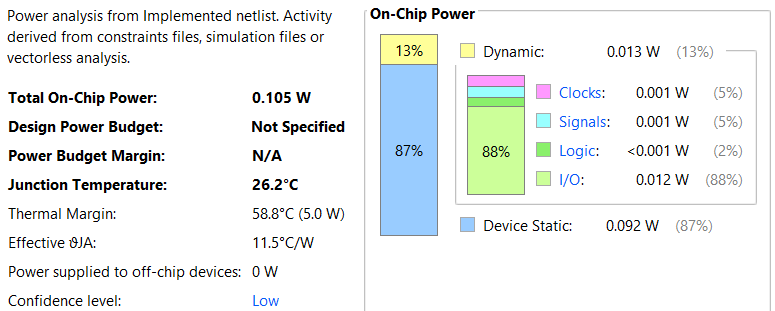 Power analysis from Implemented netlist. Activity
derived from constraints files, simulation files or
vectorless analysis.
Total On-Chip Power: 0.105 W
Design Power Budget: Not Specified
Power Budget Margin: N/A
Junction Temperature: 26.2°C
Thermal Margin: 58.8°C (5.0 W)
Effective ϑJA: 11.5°C/W
Power supplied to off-chip devices: 0 W
Confidence level: Low
On-Chip Power
13%
87%
Dynamic: 0.013 W (13%)
88%
Clocks: 0.001 W (5%)
Signals: 0.001 W (5%)
Logic: <0.001 W (2%)
I/O: 0.012 W (88%)
Device Static: 0.092 W (87%)